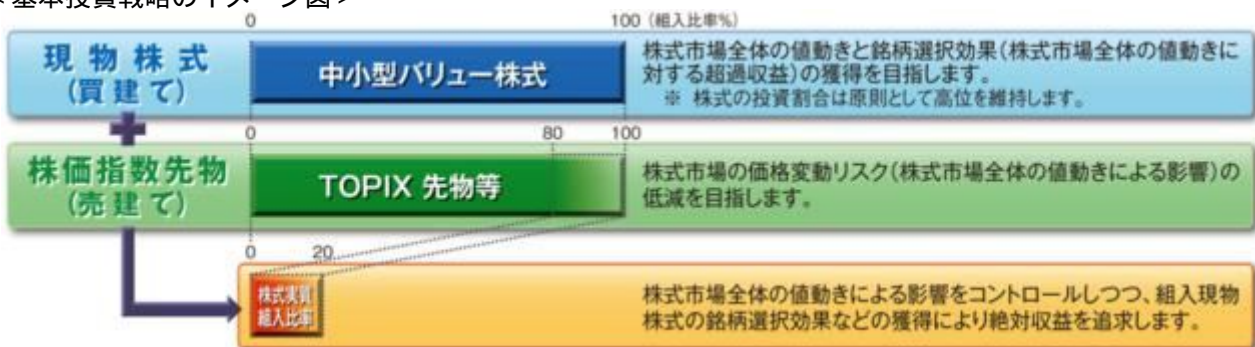 ＜基本投資戦略のイメージ図＞
0 100 (組入比率%)
現物株式
(買建て)
中小型バリュー株式
株式市場全体の値動きと銘柄選択効果(株式市場全体の値動きに
対する超過収益)の獲得を目指します。
※ 株式の投資割合は原則として高位を維持します。
0 80 100
株価指数先物
(売建て)
TOPIX 先物等
株式市場の価格変動リスク(株式市場全体の値動きによる影響)の
低減を目指します。
0 20
株式実質
組入比率
株式市場全体の値動きによる影響をコントロールしつつ、組入現物
株式の銘柄選択効果などの獲得により絶対収益を追求します。